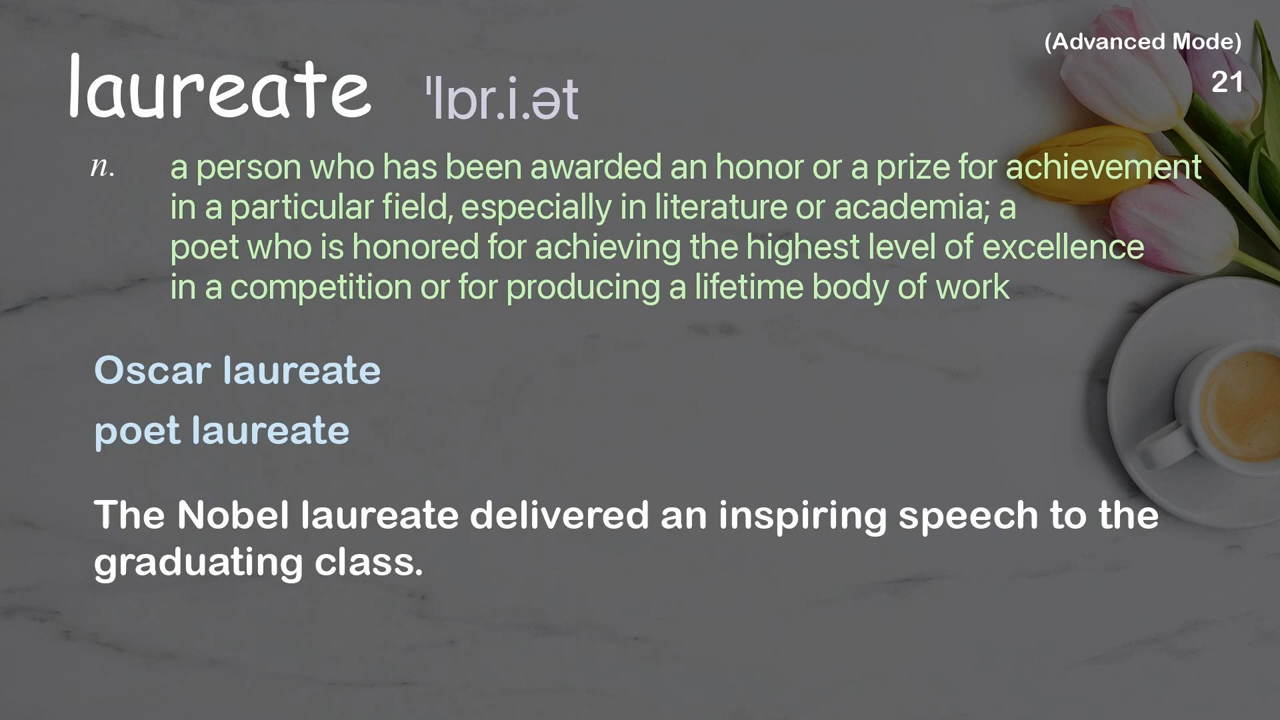 (Advanced Mode)
laureate ˈlɒr.i.ət
21
n. a person who has been awarded an honor or a prize for achievement
in a particular field, especially in literature or academia; a
poet who is honored for achieving the highest level of excellence
in a competition or for producing a lifetime body of work
Oscar laureate
poet laureate
The Nobel laureate delivered an inspiring speech to the
graduating class.